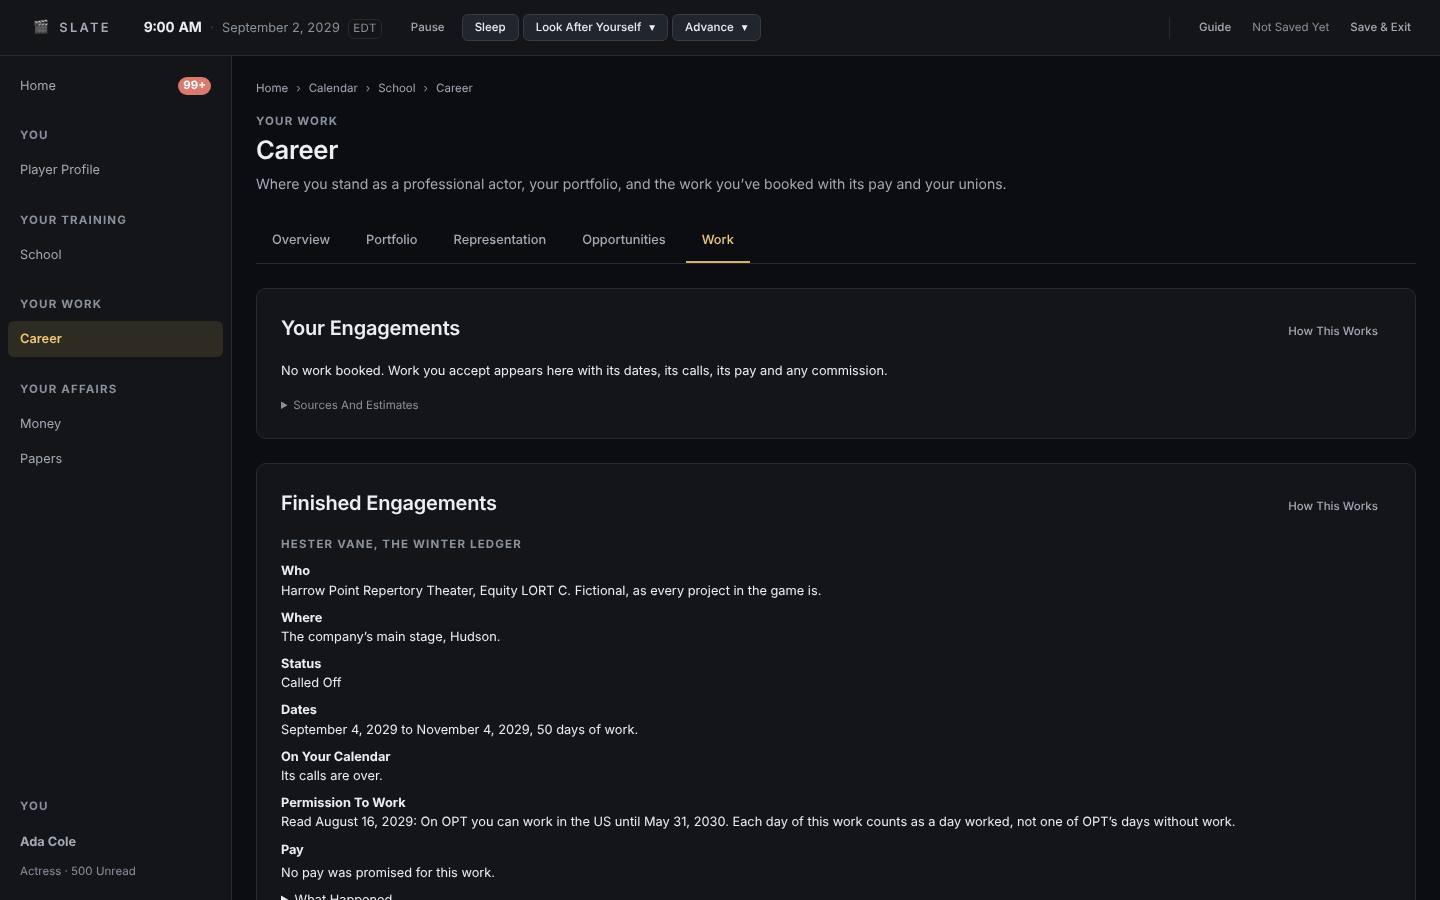 SLATE
9:00 AM · September 2, 2029 EDT
Pause
Sleep
Look After Yourself ▾
Advance ▾
Guide
Not Saved Yet
Save & Exit
Home
99+
YOU
Player Profile
YOUR TRAINING
School
YOUR WORK
Career
YOUR AFFAIRS
Money
Papers
YOU
Ada Cole
Actress · 500 Unread
Home › Calendar › School › Career
YOUR WORK
Career
Where you stand as a professional actor, your portfolio, and the work you’ve booked with its pay and your unions.
Overview
Portfolio
Representation
Opportunities
Work
Your Engagements
How This Works
No work booked. Work you accept appears here with its dates, its calls, its pay and any commission.
▶ Sources And Estimates
Finished Engagements
How This Works
HESTER VANE, THE WINTER LEDGER
Who
Harrow Point Repertory Theater, Equity LORT C. Fictional, as every project in the game is.
Where
The company’s main stage, Hudson.
Status
Called Off
Dates
September 4, 2029 to November 4, 2029, 50 days of work.
On Your Calendar
Its calls are over.
Permission To Work
Read August 16, 2029: On OPT you can work in the US until May 31, 2030. Each day of this work counts as a day worked, not one of OPT’s days without work.
Pay
No pay was promised for this work.
▶ What Happened